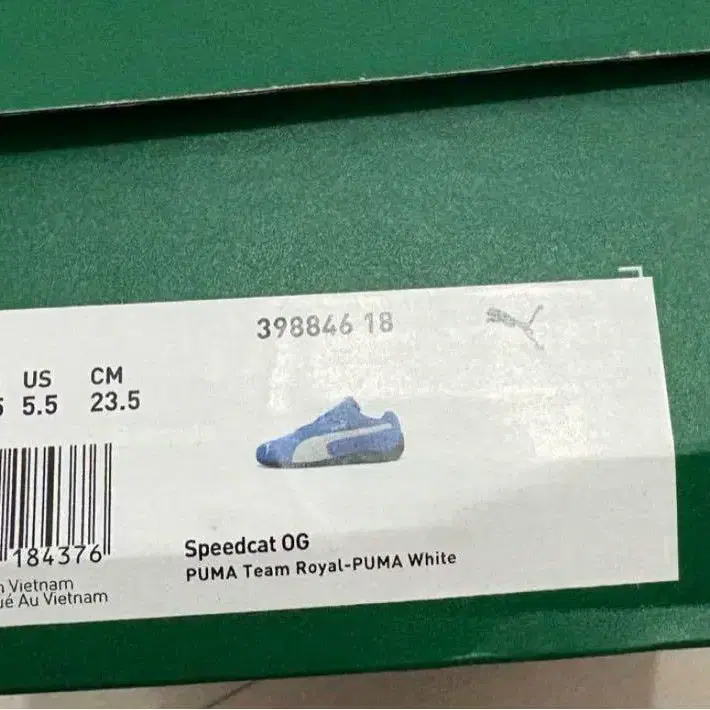 398846 18
US CM
5.5 23.5
184376
Vietnam
Au Vietnam
Speedcat OG
PUMA Team Royal-PUMA White